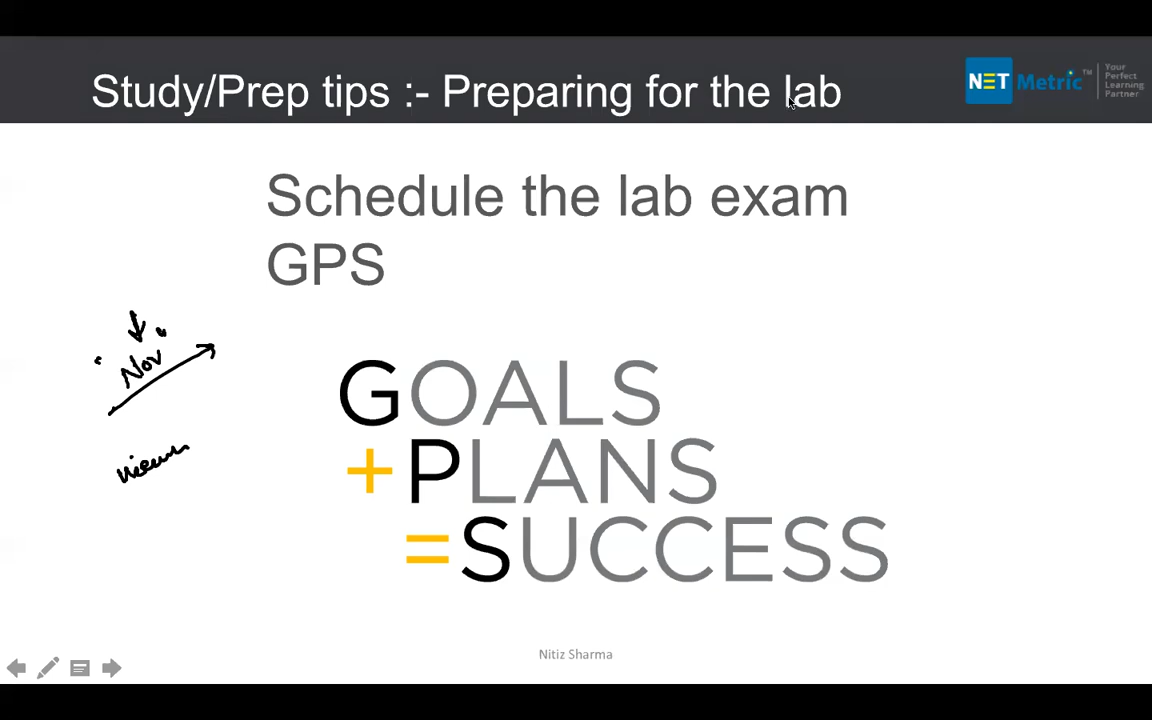 Study/Prep tips :- Preparing for the lab
NET Metric™
Your
Perfect
Learning
Partner
Schedule the lab exam
GPS
Nov
GOALS
+ PLANS
= SUCCESS
Nitiz Sharma